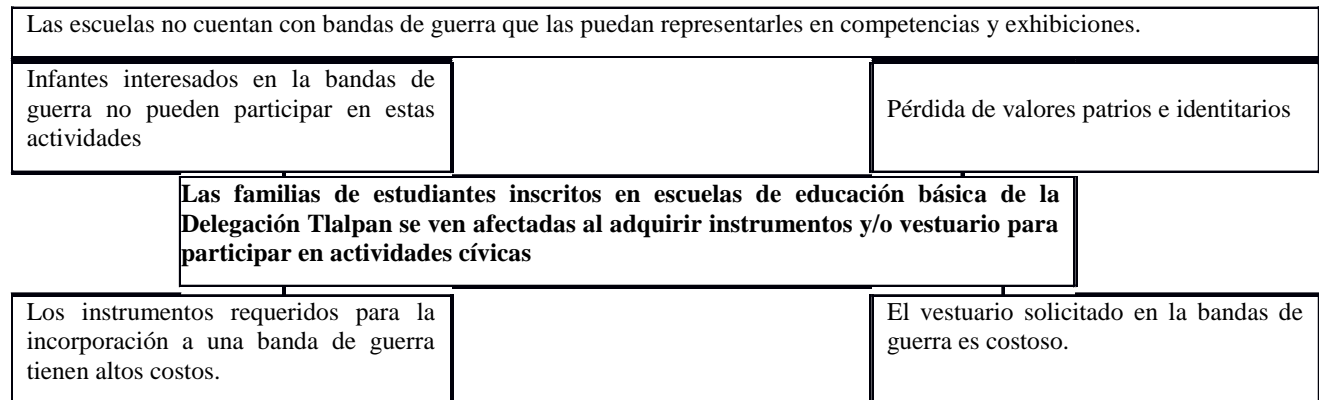 Las escuelas no cuentan con bandas de guerra que las puedan representarles en competencias y exhibiciones.
Infantes interesados en la bandas de
guerra no pueden participar en estas
actividades
Pérdida de valores patrios e identitarios
Las familias de estudiantes inscritos en escuelas de educación básica de la
Delegación Tlalpan se ven afectadas al adquirir instrumentos y/o vestuario para
participar en actividades cívicas
Los instrumentos requeridos para la
incorporación a una banda de guerra
tienen altos costos.
El vestuario solicitado en la bandas de
guerra es costoso.